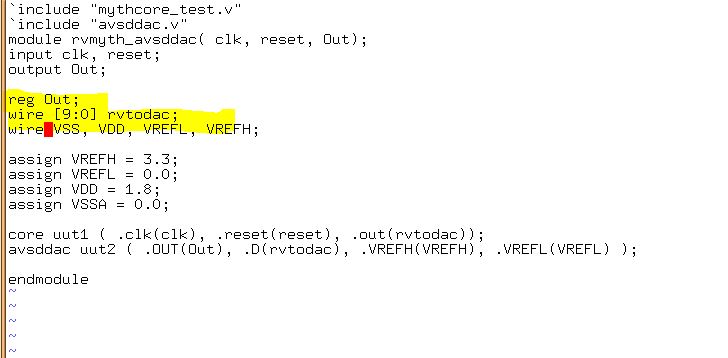 `include "mythcore_test.v"
`include "avsddac.v"
module rvmyth_avsddac( clk, reset, Out);
input clk, reset;
output Out;
reg Out;
wire [9:0] rvtodac;
wire VSS, VDD, VREFL, VREFH;
assign VREFH = 3.3;
assign VREFL = 0.0;
assign VDD = 1.8;
assign VSSA = 0.0;
core uut1 ( .clk(clk), .reset(reset), .out(rvtodac));
avsddac uut2 ( .OUT(Out), .D(rvtodac), .VREFH(VREFH), .VREFL(VREFL) );
endmodule
~
~
~
~
~